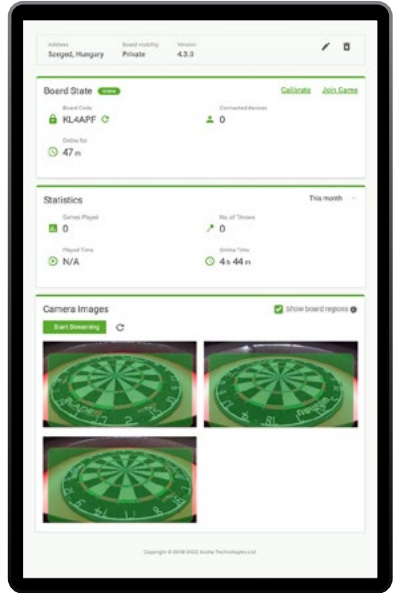 Address Board visibility Version
Szeged, Hungary Private 4.3.0
Board State
Calibrate Join Game
Board Code Connected devices
KL4APF 0
Online for
47 m
Statistics This month
Games Played No. of Throws
0 0
Played Time Online Time
N/A 4 h 44 m
Camera Images Show board regions
Start Streaming